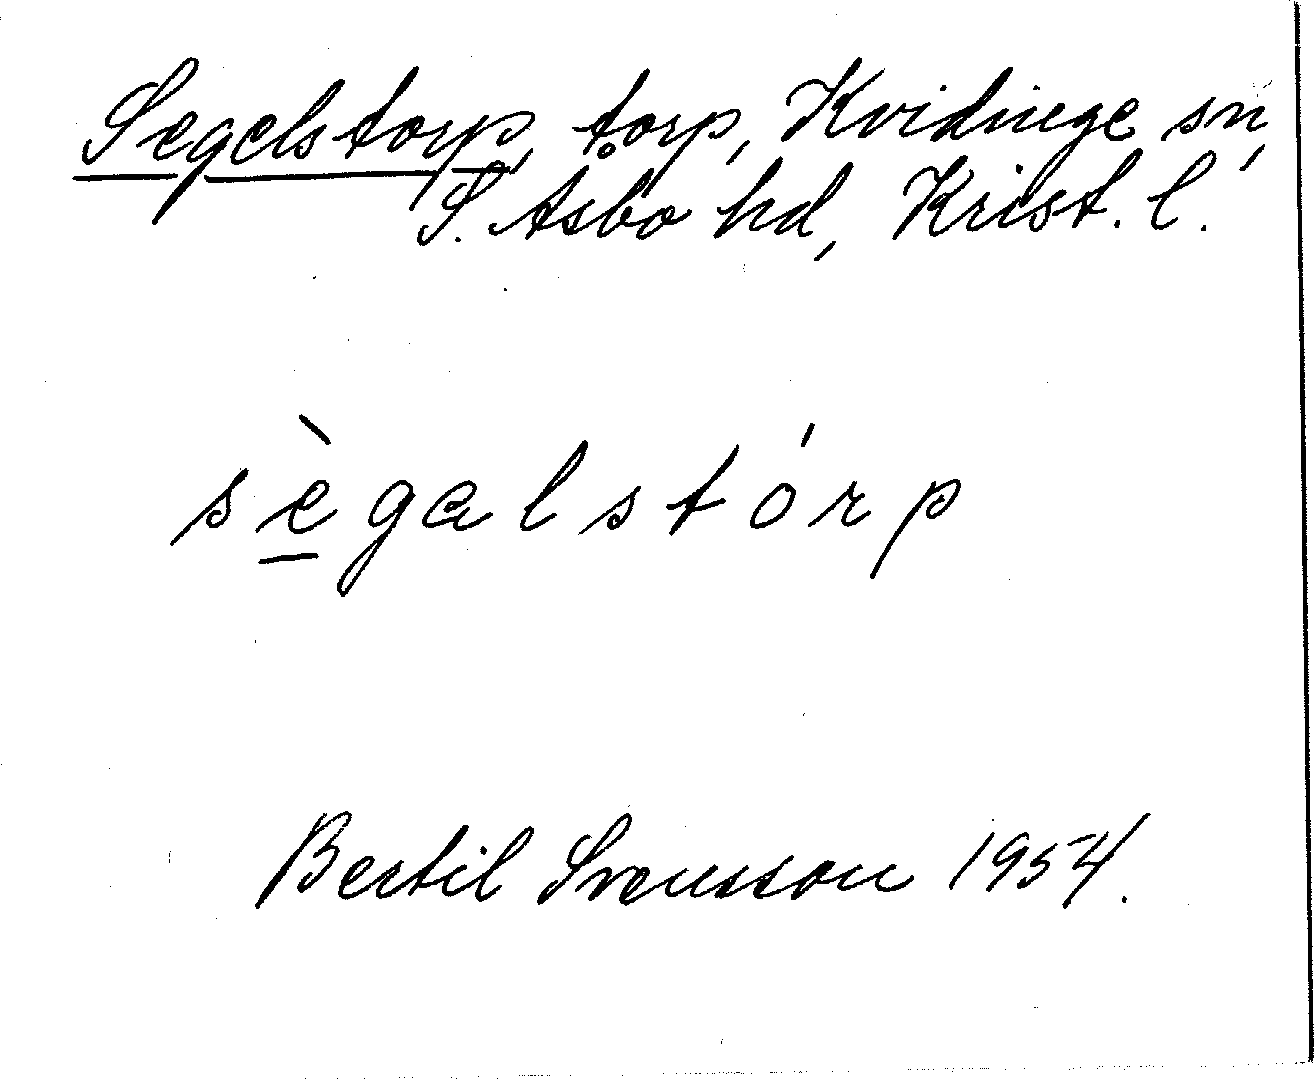 Segelstorp, torp, Kvidinge sn,
S. Åsbo hd, Krist. l.
sègalstórp
Bertil Svensson 1954.